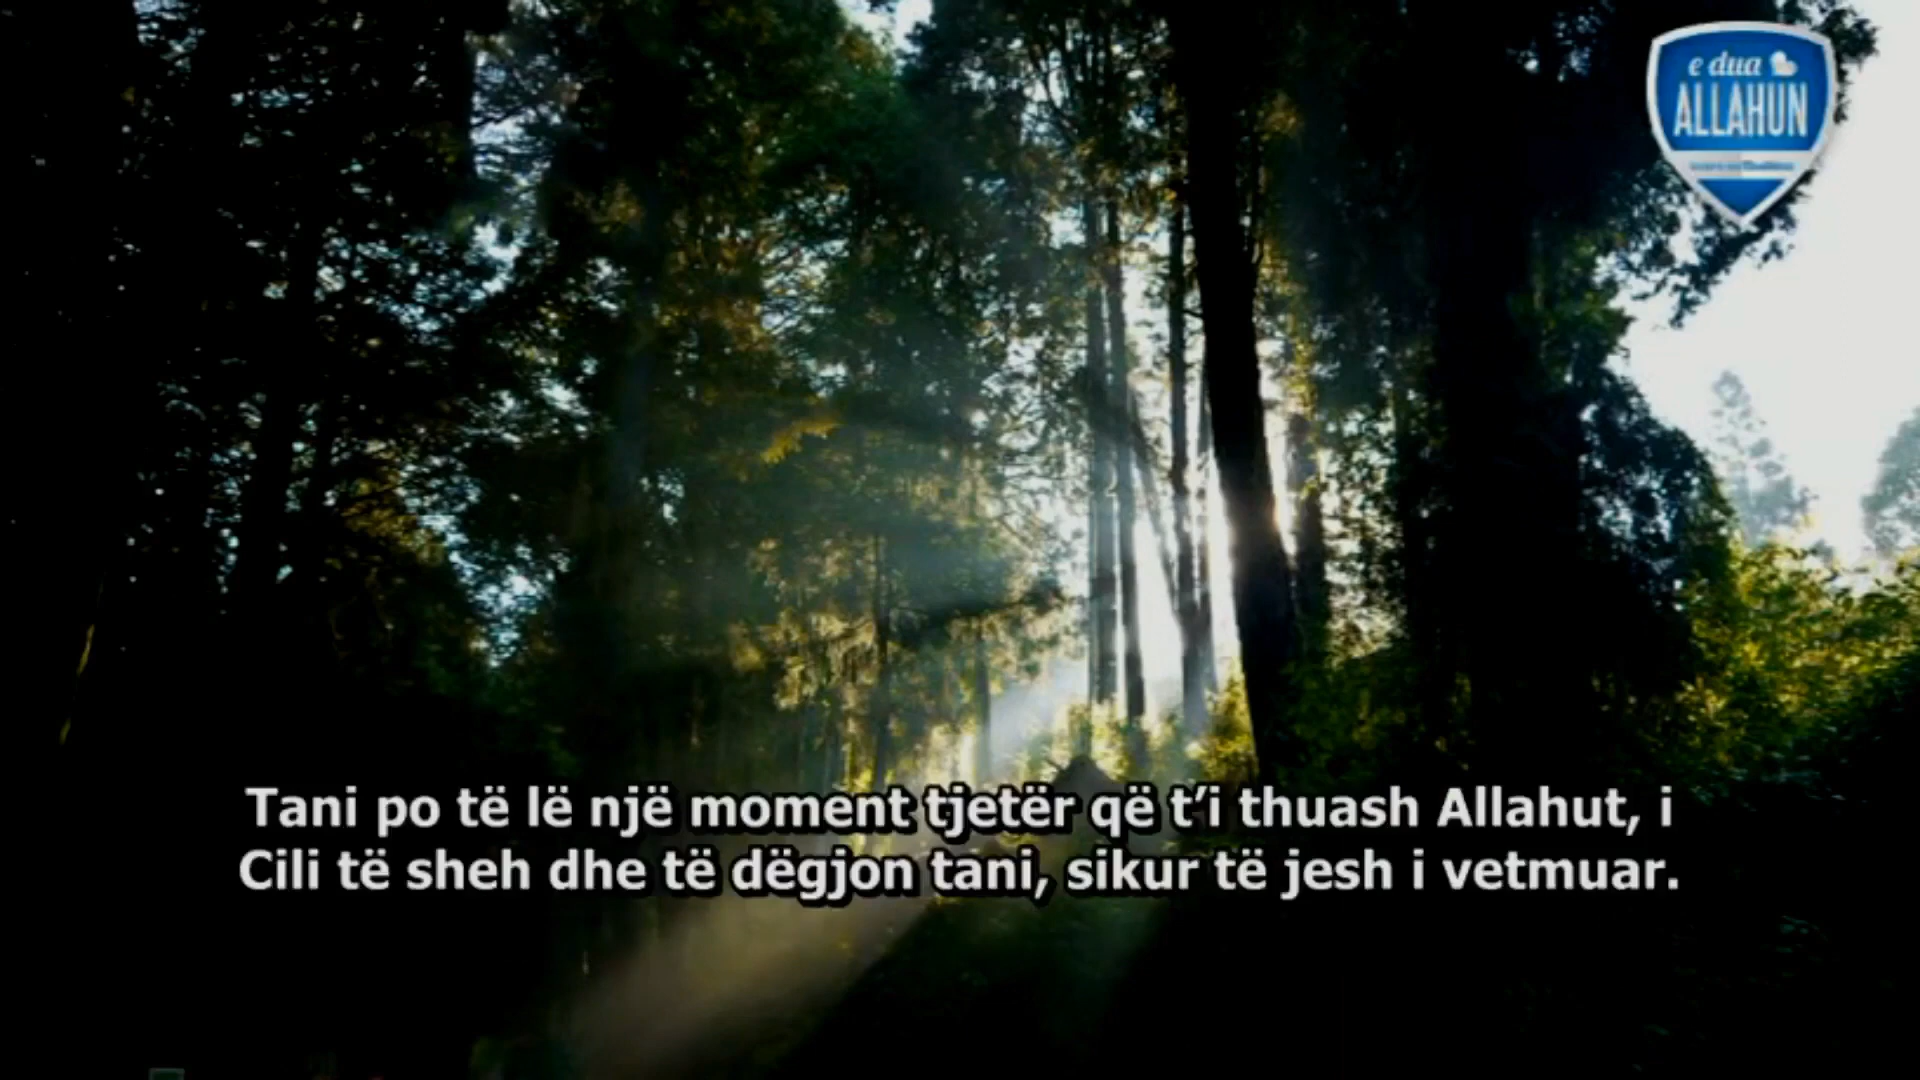 e dua
ALLAHUN
Tani po të lë një moment tjetër që t’i thuash Allahut, i
Cili të sheh dhe të dëgjon tani, sikur të jesh i vetmuar.